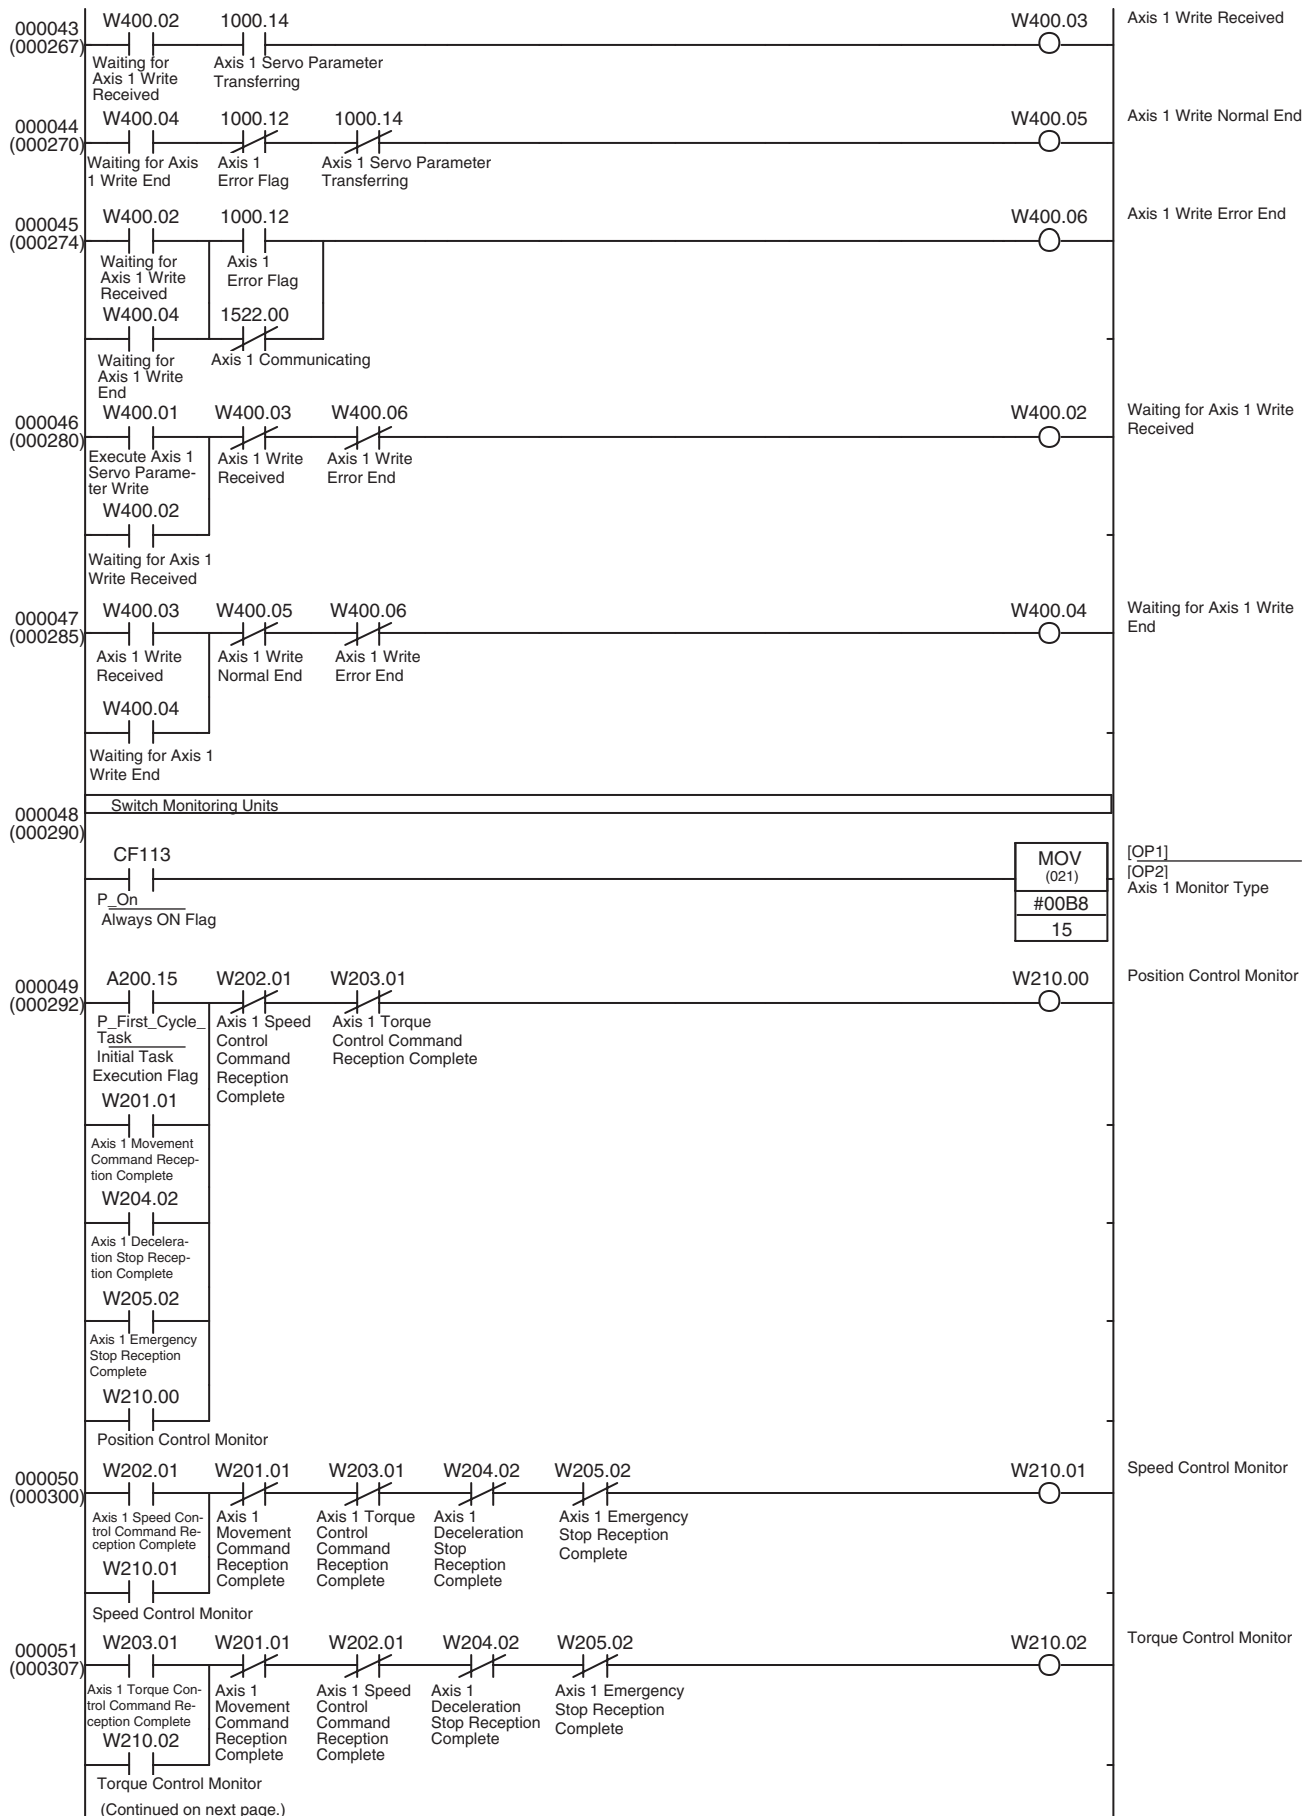 000043
(000267)
W400.02 1000.14 W400.03
Axis 1 Write Received
Waiting for
Axis 1 Write
Received
Axis 1 Servo Parameter
Transferring
000044
(000270)
W400.04 1000.12 1000.14 W400.05
Axis 1 Write Normal End
Waiting for Axis
1 Write End
Axis 1
Error Flag
Axis 1 Servo Parameter
Transferring
000045
(000274)
W400.02 1000.12 W400.06
Axis 1 Write Error End
Waiting for
Axis 1 Write
Received
Axis 1
Error Flag
W400.04 1522.00
Waiting for
Axis 1 Write
End
Axis 1 Communicating
000046
(000280)
W400.01 W400.03 W400.06 W400.02
Waiting for Axis 1 Write
Received
Execute Axis 1
Servo Parame-
ter Write
Axis 1 Write
Received
Axis 1 Write
Error End
W400.02
Waiting for Axis 1
Write Received
000047
(000285)
W400.03 W400.05 W400.06 W400.04
Waiting for Axis 1 Write
End
Axis 1 Write
Received
Axis 1 Write
Normal End
Axis 1 Write
Error End
W400.04
Waiting for Axis 1
Write End
000048
(000290)
Switch Monitoring Units
CF113
P_On
Always ON Flag
MOV
(021)
#00B8
15
[OP1]
[OP2]
Axis 1 Monitor Type
000049
(000292)
A200.15 W202.01 W203.01 W210.00
Position Control Monitor
P_First_Cycle_
Task
Initial Task
Execution Flag
Axis 1 Speed
Control
Command
Reception
Complete
Axis 1 Torque
Control Command
Reception Complete
W201.01
Axis 1 Movement
Command Recep-
tion Complete
W204.02
Axis 1 Decelera-
tion Stop Recep-
tion Complete
W205.02
Axis 1 Emergency
Stop Reception
Complete
W210.00
Position Control Monitor
000050
(000300)
W202.01 W201.01 W203.01 W204.02 W205.02 W210.01
Speed Control Monitor
Axis 1 Speed Con-
trol Command Re-
ception Complete
Axis 1
Movement
Command
Reception
Complete
Axis 1 Torque
Control
Command
Reception
Complete
Axis 1
Deceleration
Stop
Reception
Complete
Axis 1 Emergency
Stop Reception
Complete
W210.01
Speed Control Monitor
000051
(000307)
W203.01 W201.01 W202.01 W204.02 W205.02 W210.02
Torque Control Monitor
Axis 1 Torque Con-
trol Command Re-
ception Complete
Axis 1
Movement
Command
Reception
Complete
Axis 1 Speed
Control
Command
Reception
Complete
Axis 1
Deceleration
Stop Reception
Complete
Axis 1 Emergency
Stop Reception
Complete
W210.02
Torque Control Monitor
(Continued on next page.)